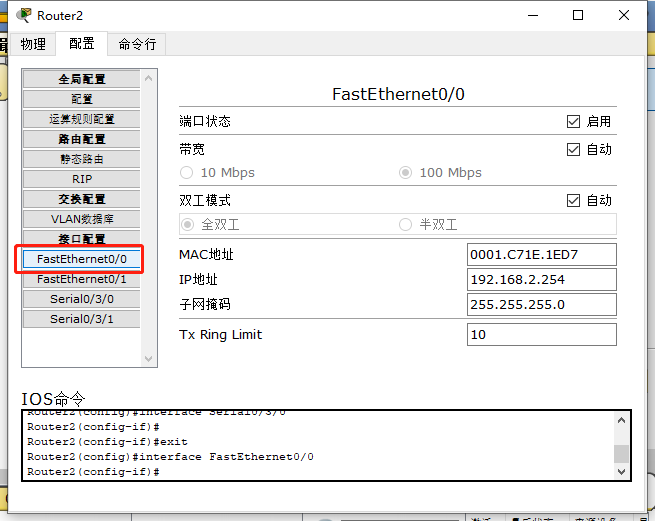 Router2
物理 配置 命令行
全局配置
配置
运算规则配置
路由配置
静态路由
RIP
交换配置
VLAN数据库
接口配置
FastEthernet0/0
FastEthernet0/1
Serial0/3/0
Serial0/3/1
FastEthernet0/0
端口状态 启用
带宽 自动
10 Mbps 100 Mbps
双工模式 自动
全双工 半双工
MAC地址 0001.C71E.1ED7
IP地址 192.168.2.254
子网掩码 255.255.255.0
Tx Ring Limit 10
IOS命令
Router2(config)#interface Serial0/3/0
Router2(config-if)#
Router2(config-if)#exit
Router2(config)#interface FastEthernet0/0
Router2(config-if)#